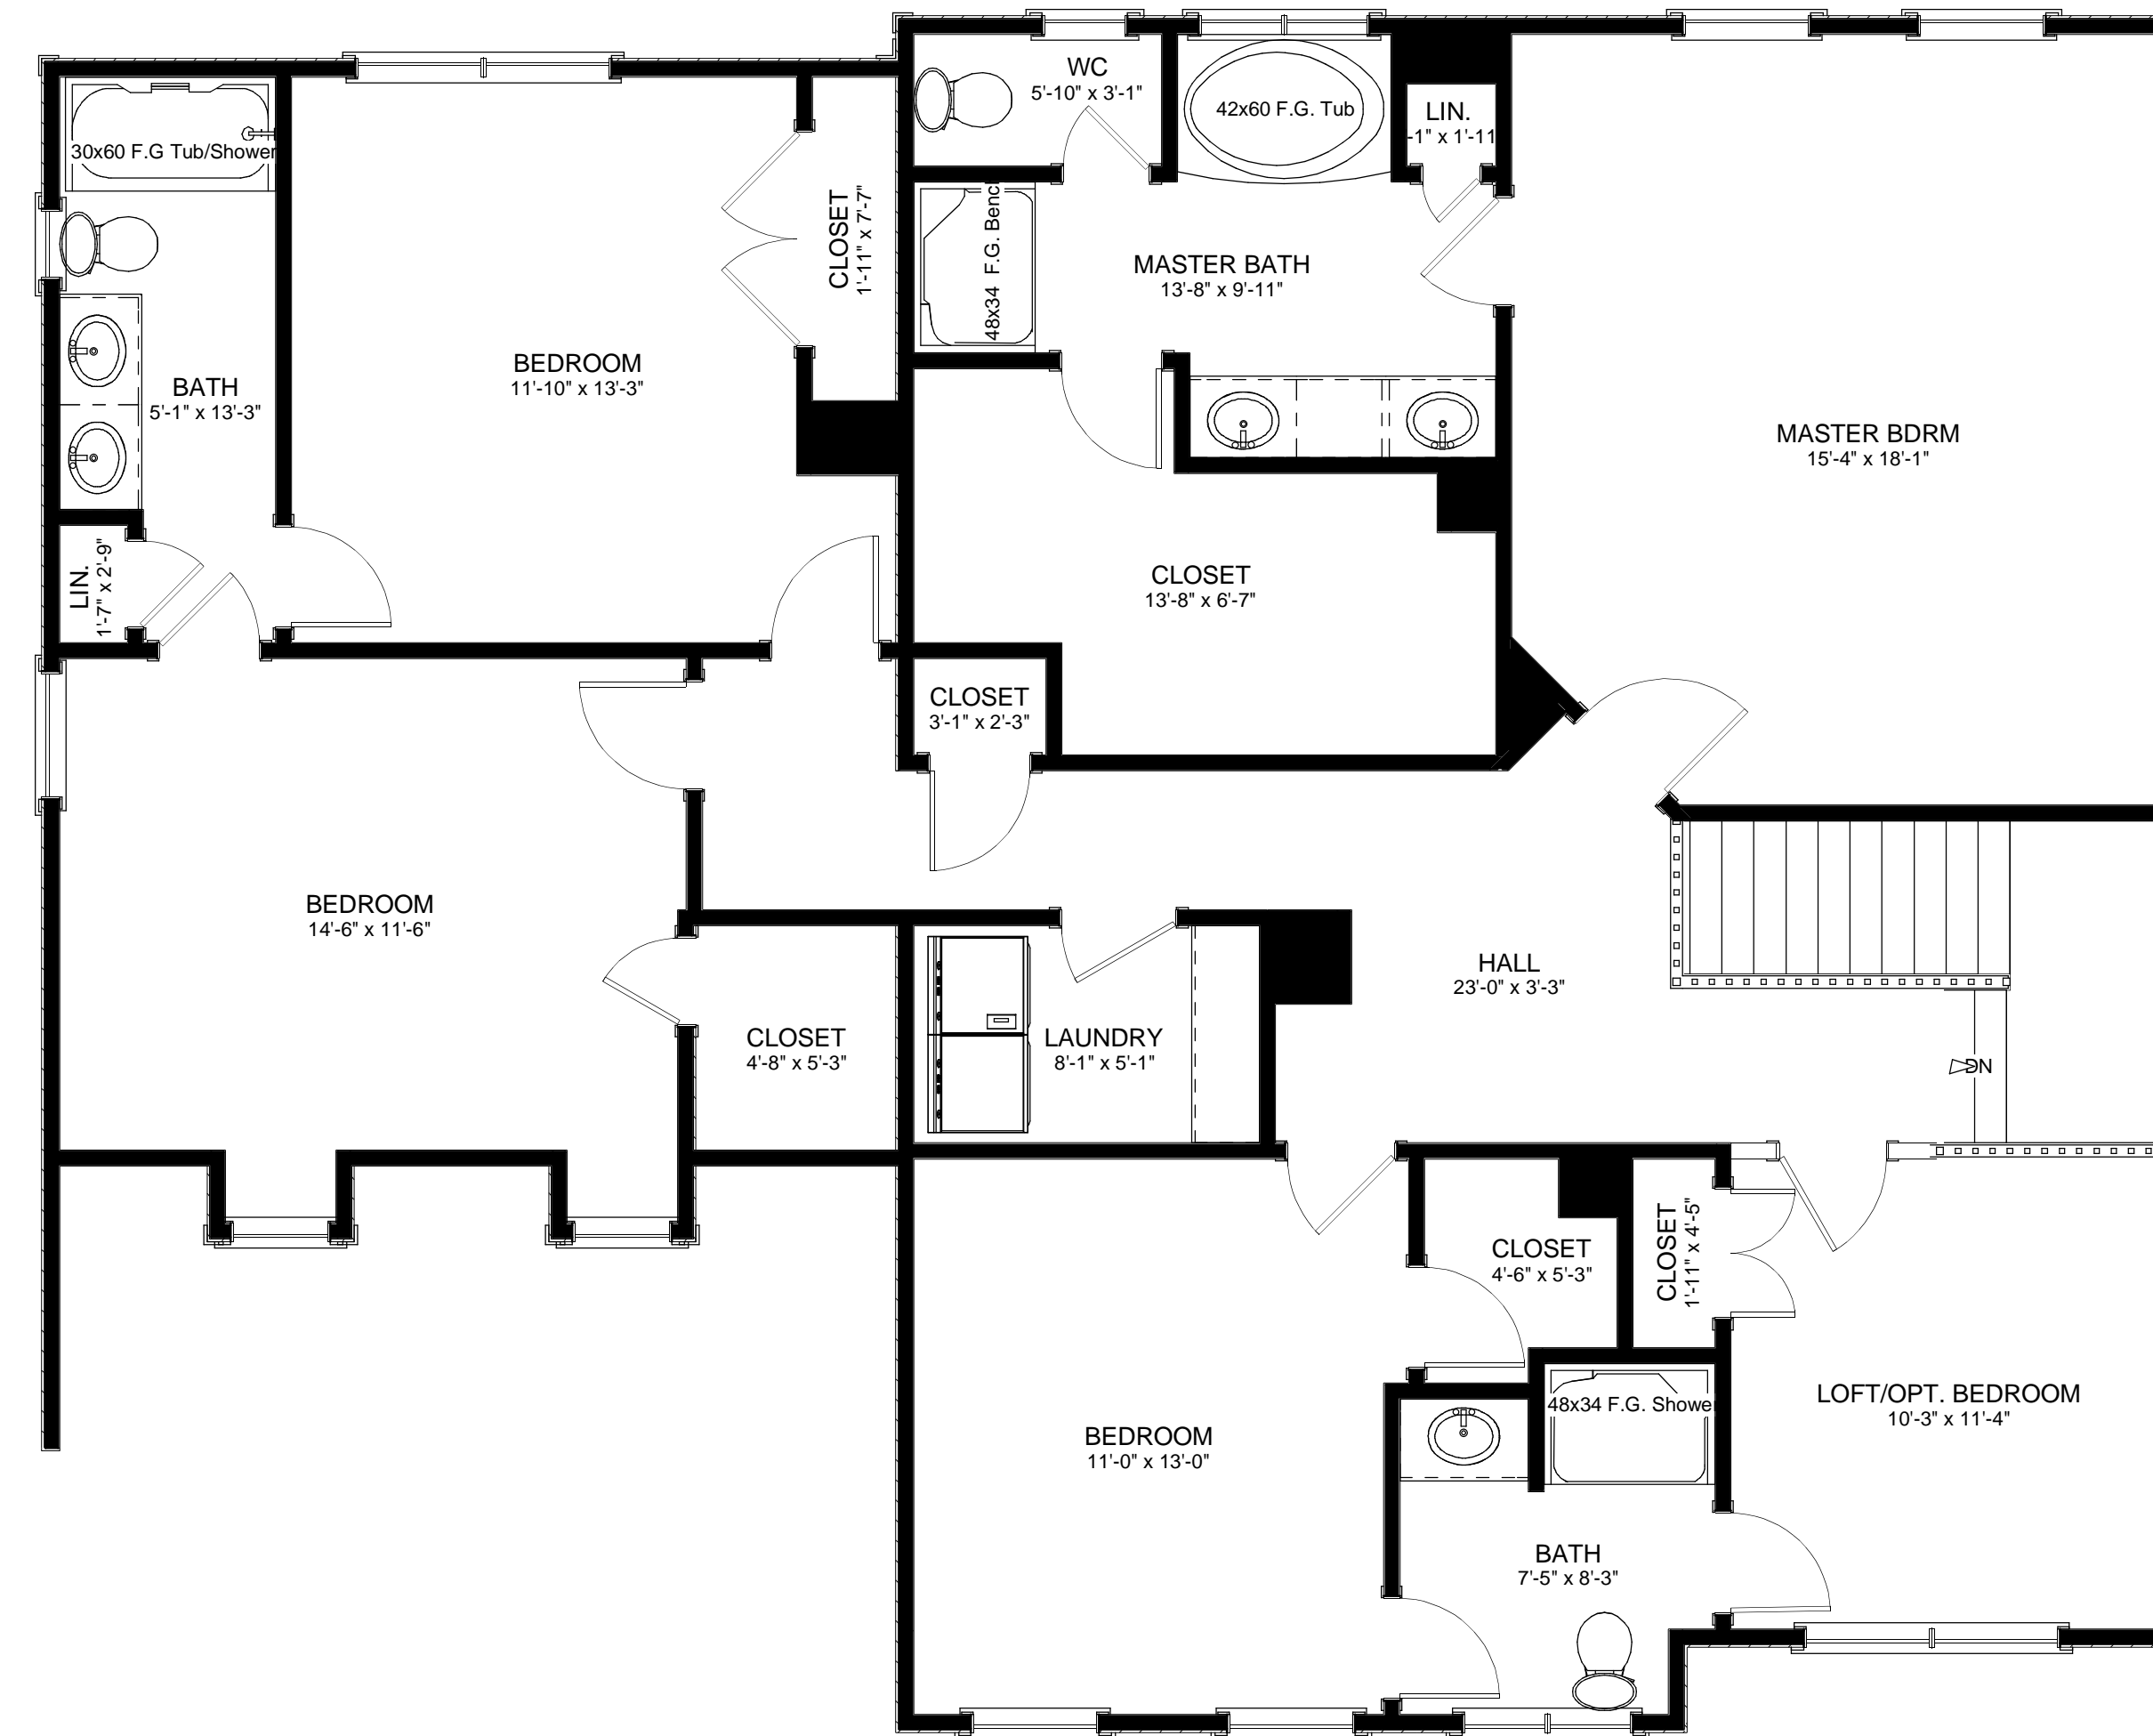 WC
5'-10" x 3'-1"
42x60 F.G. Tub
LIN.
-1" x 1'-11
30x60 F.G Tub/Shower
CLOSET
1'-11" x 7'-7"
48x34 F.G. Benc
MASTER BATH
13'-8" x 9'-11"
BEDROOM
11'-10" x 13'-3"
BATH
5'-1" x 13'-3"
MASTER BDRM
15'-4" x 18'-1"
LIN.
1'-7" x 2'-9"
CLOSET
13'-8" x 6'-7"
CLOSET
3'-1" x 2'-3"
BEDROOM
14'-6" x 11'-6"
HALL
23'-0" x 3'-3"
CLOSET
4'-8" x 5'-3"
LAUNDRY
8'-1" x 5'-1"
DN
CLOSET
4'-6" x 5'-3"
CLOSET
1'-11" x 4'-5"
48x34 F.G. Shower
LOFT/OPT. BEDROOM
10'-3" x 11'-4"
BEDROOM
11'-0" x 13'-0"
BATH
7'-5" x 8'-3"